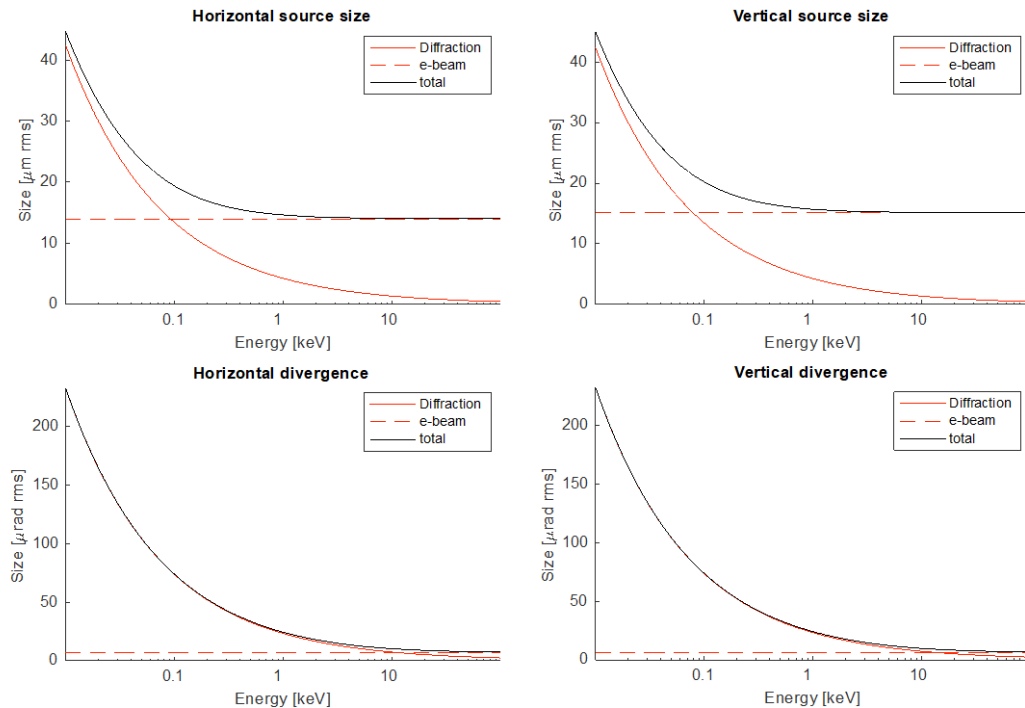 Horizontal source size
Size [μm rms]
40
30
20
10
0
Diffraction
e-beam
total
0.1
1
10
Energy [keV]
Vertical source size
Size [μm rms]
40
30
20
10
0
Diffraction
e-beam
total
0.1
1
10
Energy [keV]
Horizontal divergence
Size [μrad rms]
200
150
100
50
0
Diffraction
e-beam
total
0.1
1
10
Energy [keV]
Vertical divergence
Size [μrad rms]
200
150
100
50
0
Diffraction
e-beam
total
0.1
1
10
Energy [keV]